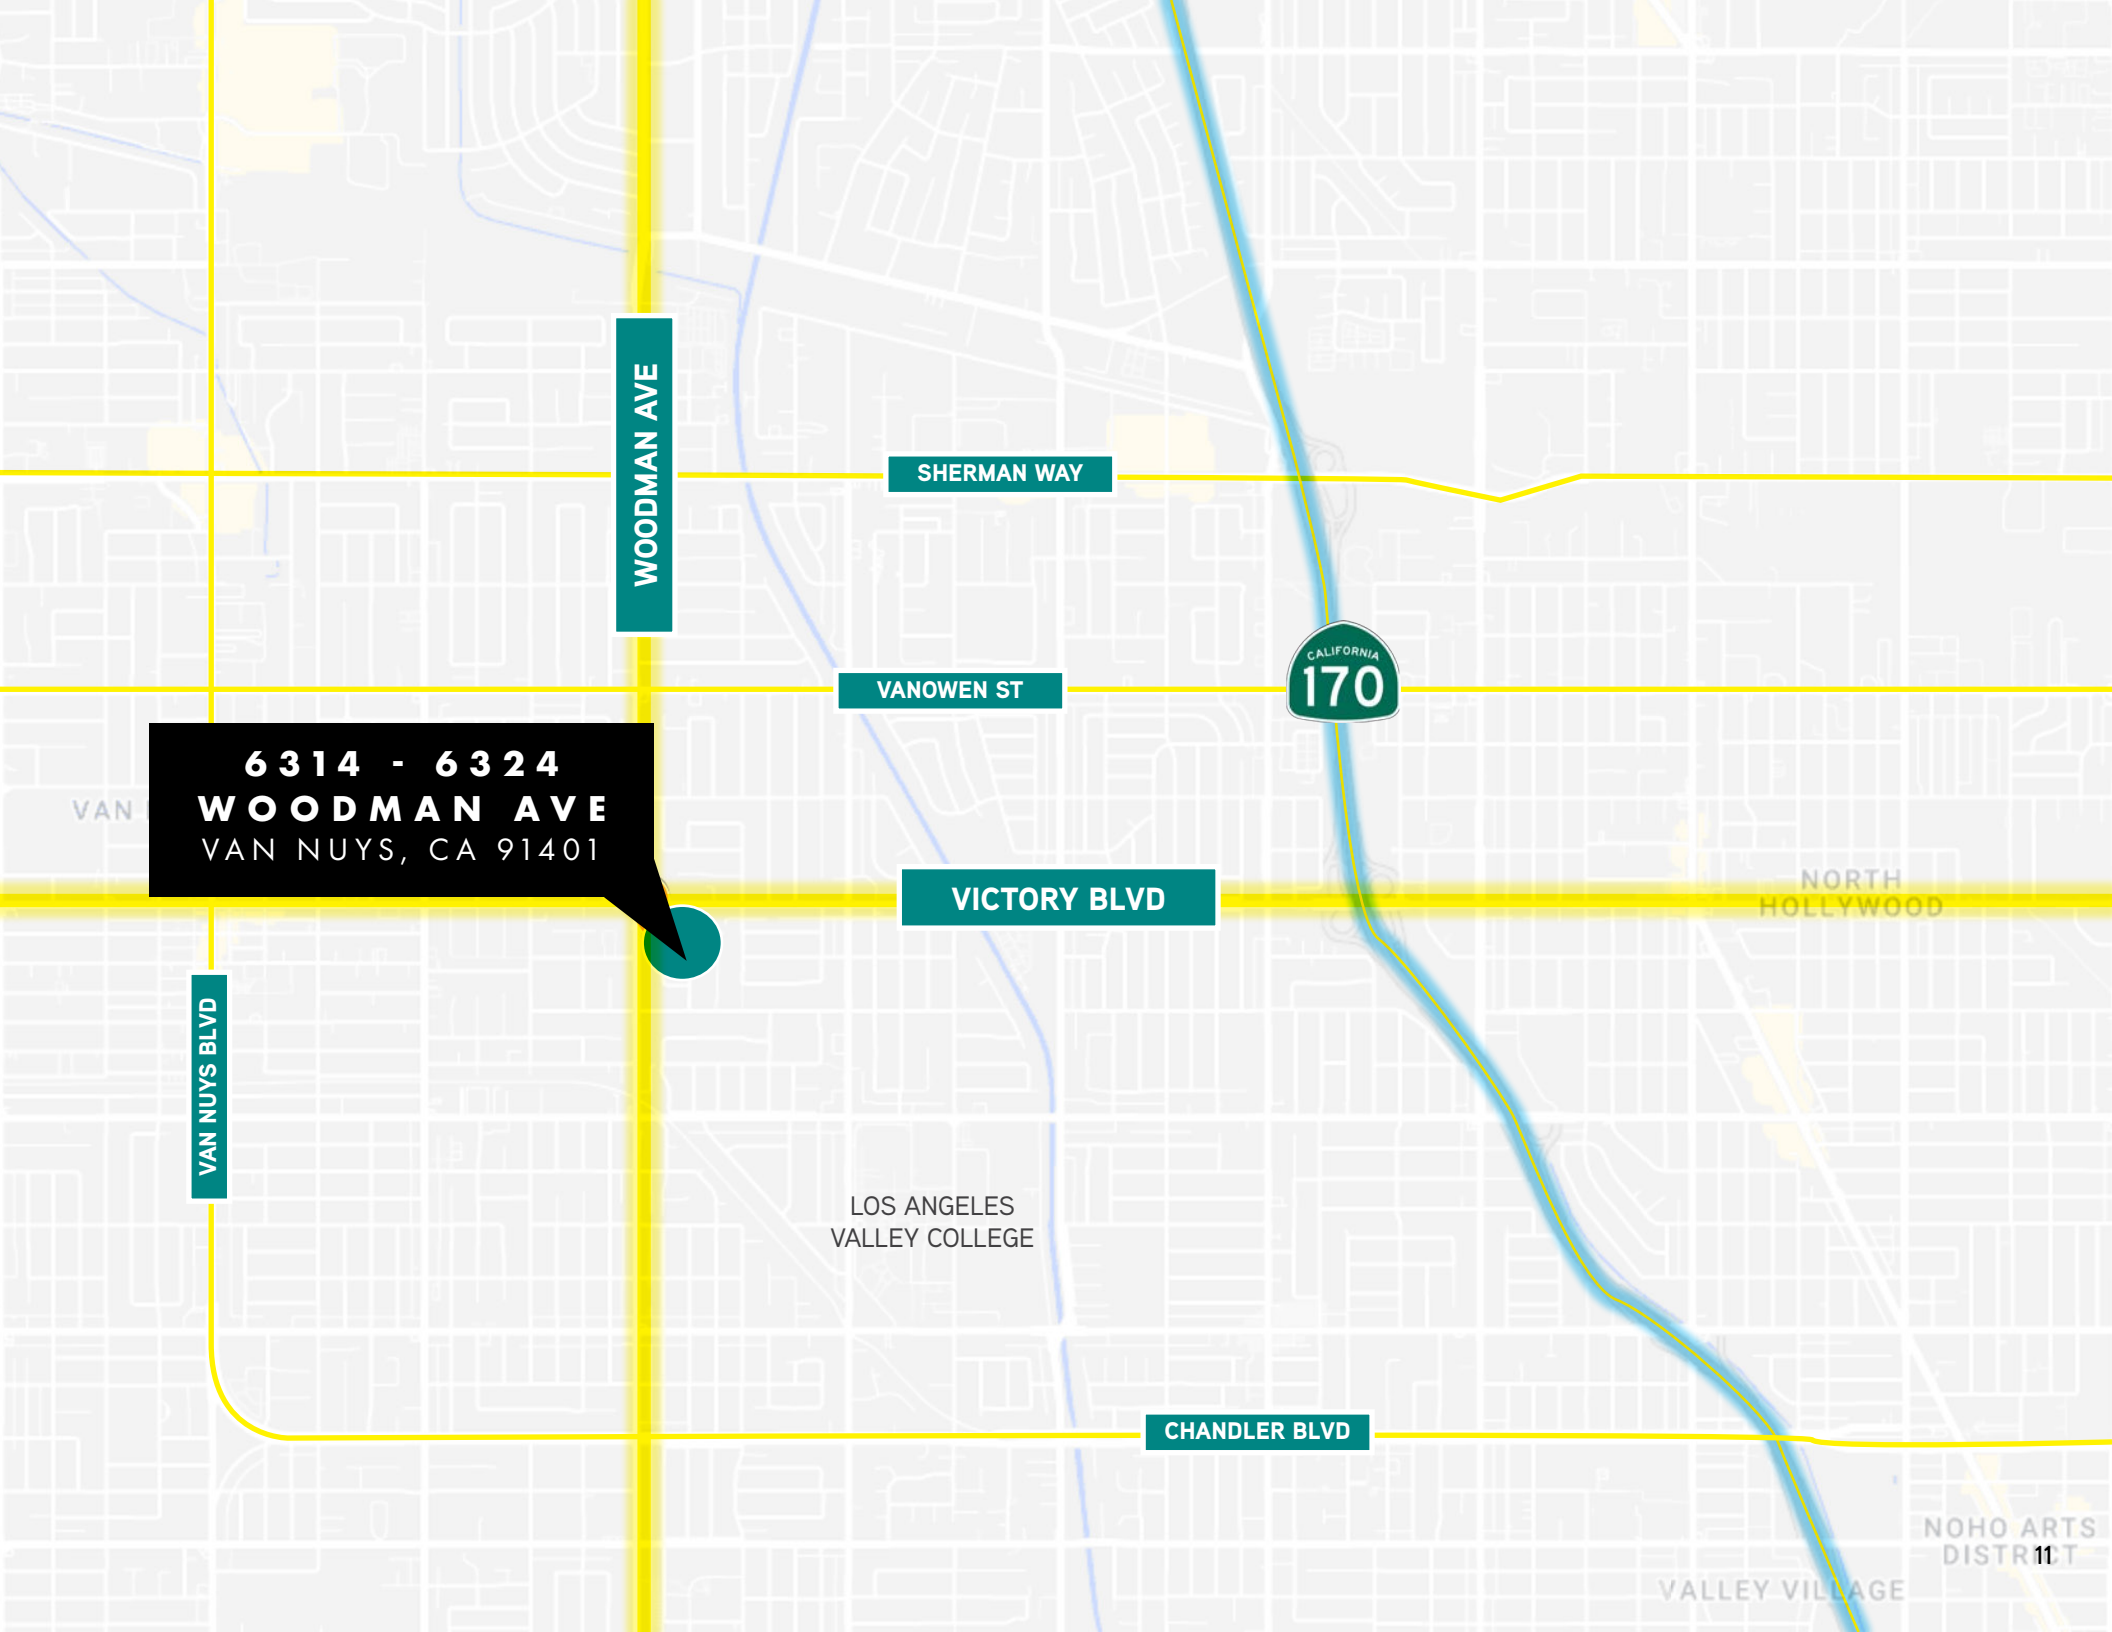 WOODMAN AVE
SHERMAN WAY
CALIFORNIA
170
VANOWEN ST
6314 - 6324
WOODMAN AVE
VAN NUYS, CA 91401
VAN
VICTORY BLVD
NORTH
HOLLYWOOD
VAN NUYS BLVD
LOS ANGELES
VALLEY COLLEGE
CHANDLER BLVD
NOHO ARTS
DISTRICT
11
VALLEY VILLAGE